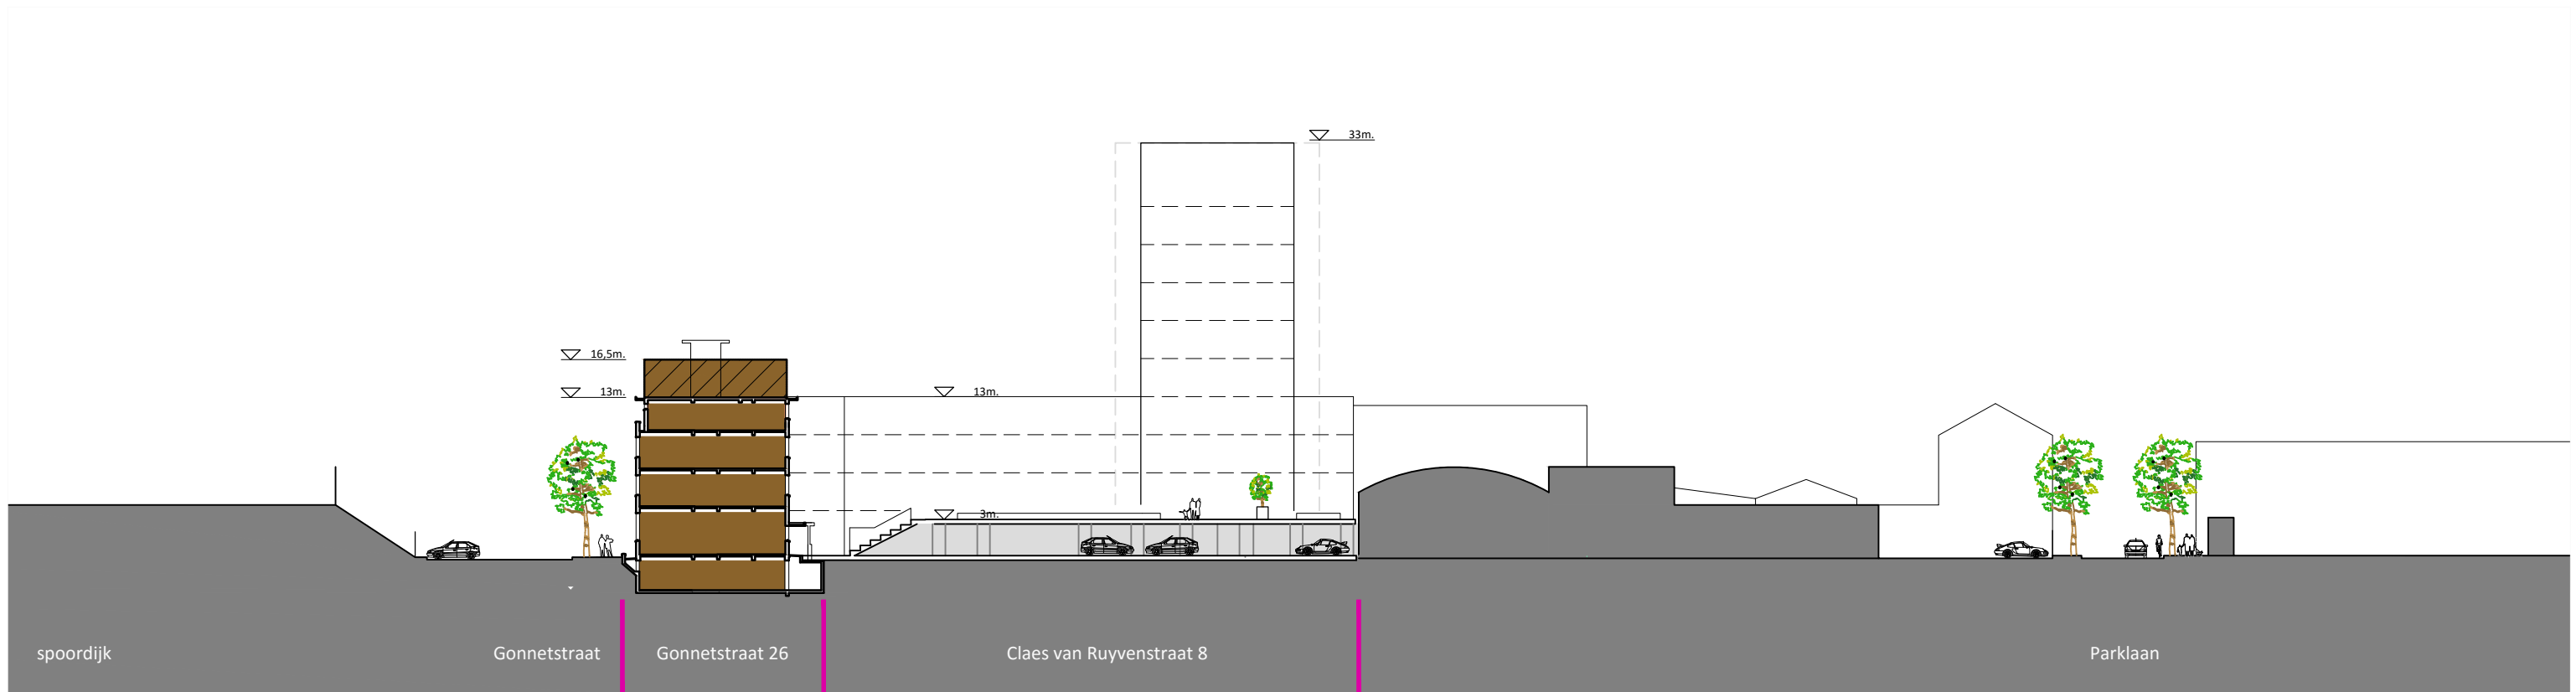 33m.
16,5m.
13m.
13m.
3m.
spoordijk
Gonnetstraat
Gonnetstraat 26
Claes van Ruyvenstraat 8
Parklaan